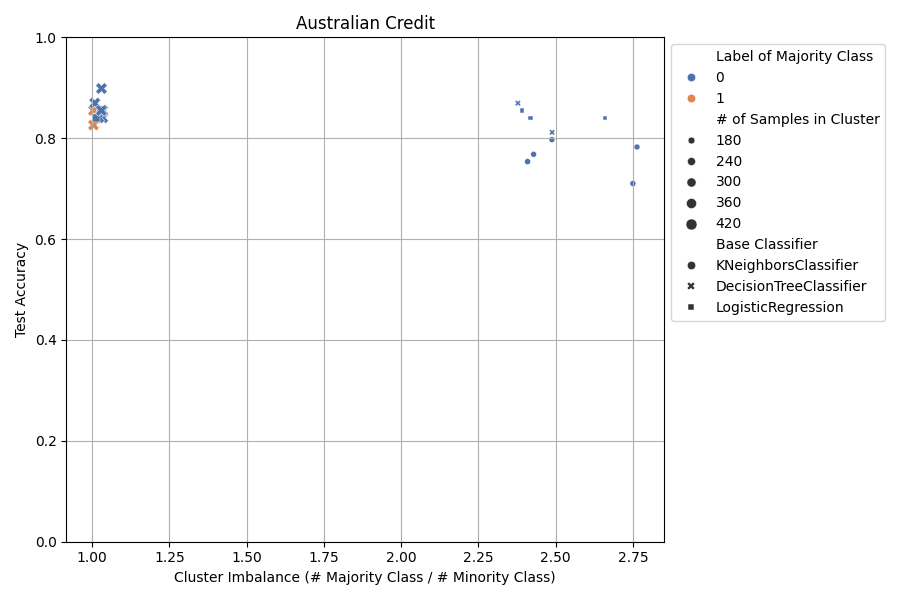 Australian Credit
1.0
0.8
0.6
0.4
0.2
0.0
Test Accuracy
1.00 1.25 1.50 1.75 2.00 2.25 2.50 2.75
Cluster Imbalance (# Majority Class / # Minority Class)
Label of Majority Class
0
1
# of Samples in Cluster
180
240
300
360
420
Base Classifier
KNeighborsClassifier
DecisionTreeClassifier
LogisticRegression